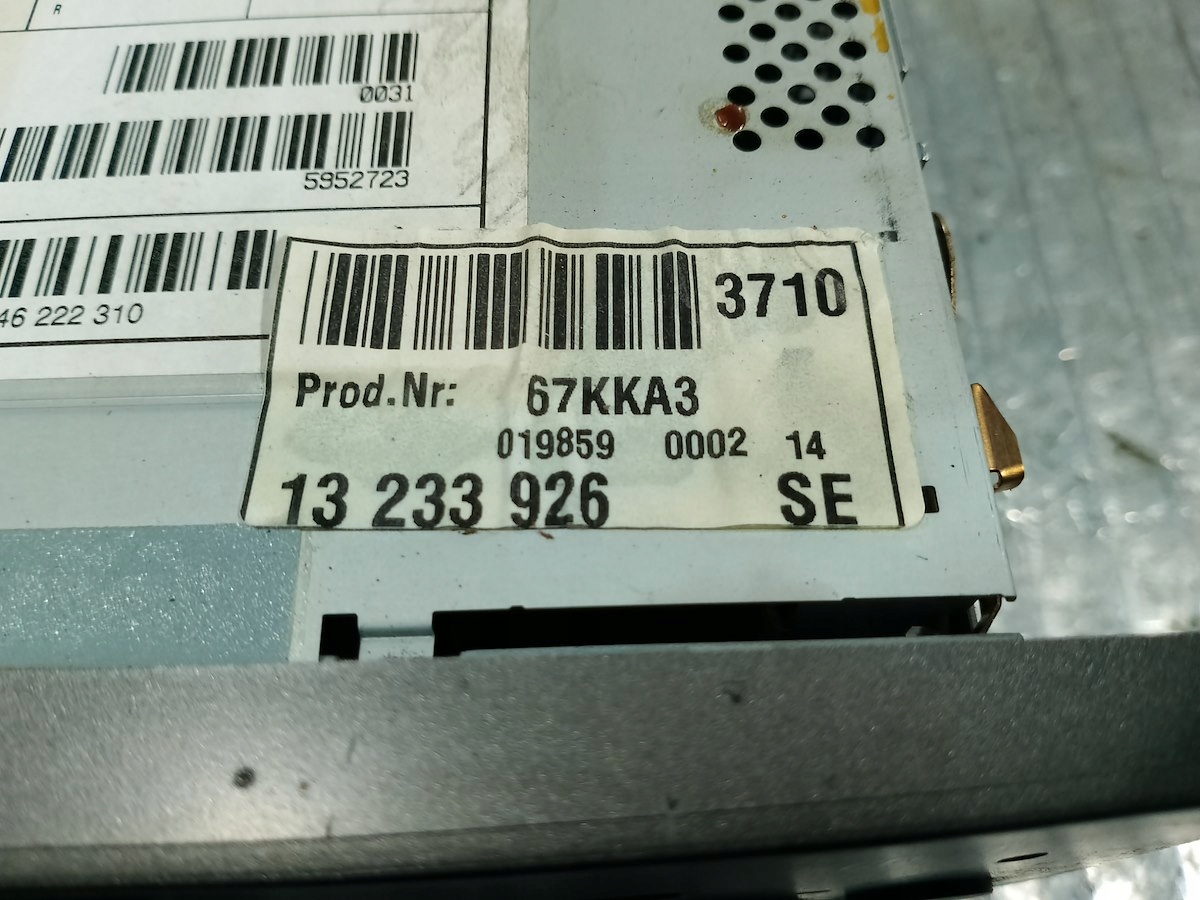 R
0031
5952723
46 222 310
3710
Prod.Nr: 67KKA3
019859 0002 14
13 233 926 SE